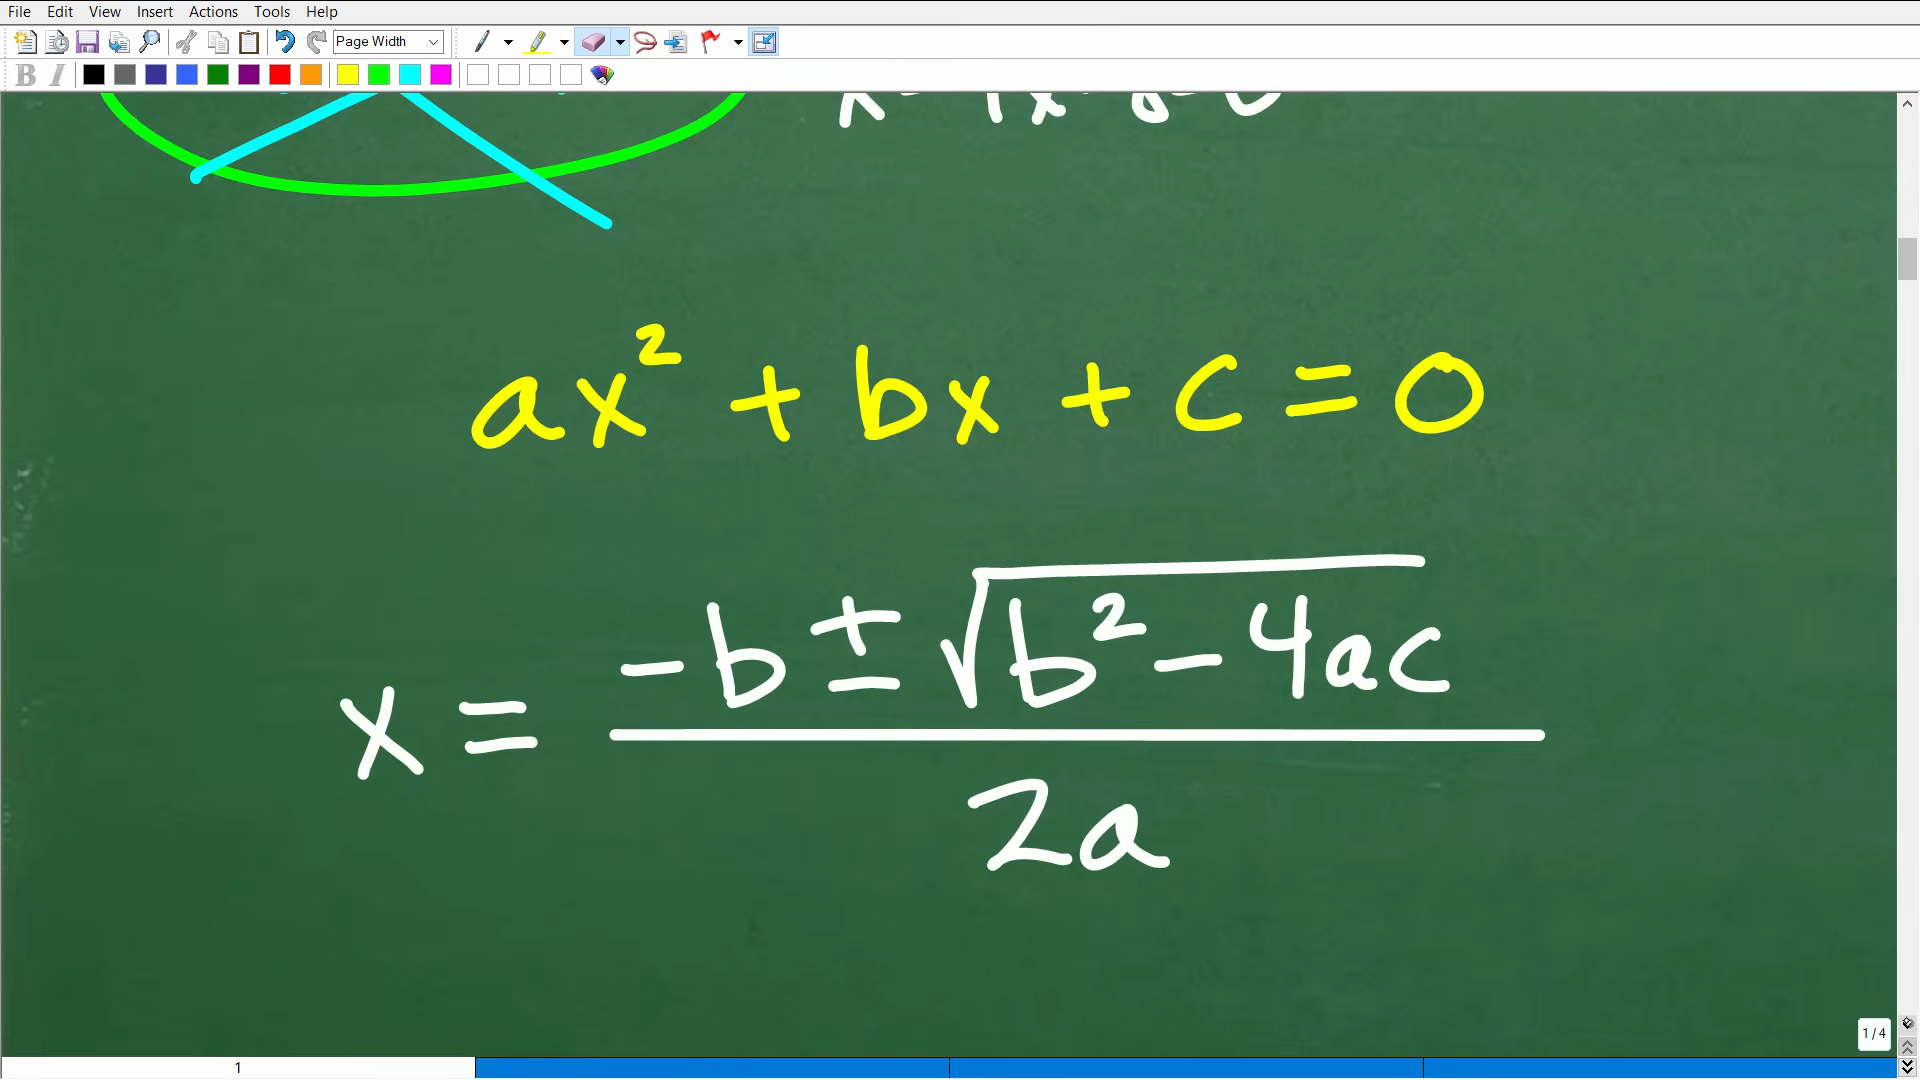 File Edit View Insert Actions Tools Help
Page Width
B I
ax² + bx + c = 0
x = (-b ± √(b² - 4ac)) / 2a
1 / 4
1